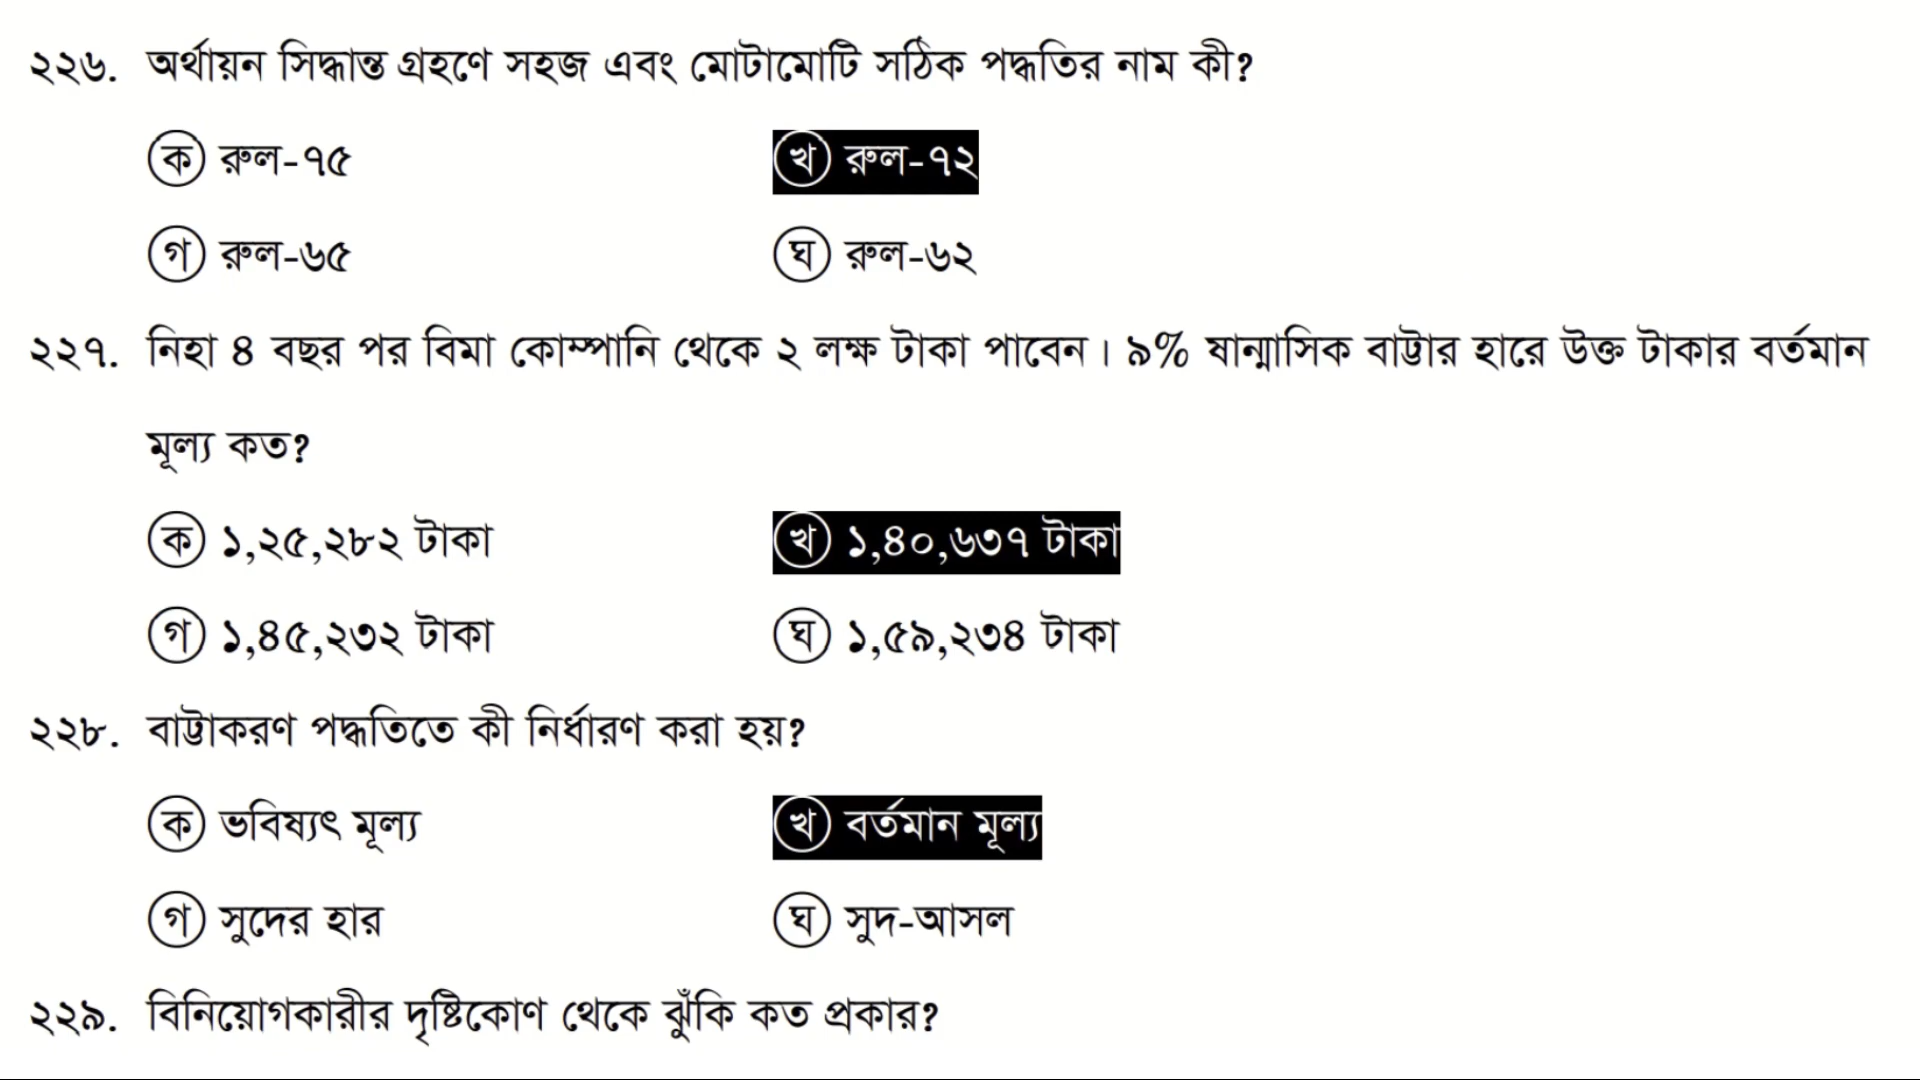 ২২৬. অর্থায়ন সিদ্ধান্ত গ্রহণে সহজ এবং মোটামোটি সঠিক পদ্ধতির নাম কী?
ক রুল-৭৫ খ রুল-৭২
গ রুল-৬৫ ঘ রুল-৬২
২২৭. নিহা ৪ বছর পর বিমা কোম্পানি থেকে ২ লক্ষ টাকা পাবেন। ৯% ষান্মাসিক বাট্টার হারে উক্ত টাকার বর্তমান
মূল্য কত?
ক ১,২৫,২৮২ টাকা খ ১,৪০,৬৩৭ টাকা
গ ১,৪৫,২৩২ টাকা ঘ ১,৫৯,২৩৪ টাকা
২২৮. বাট্টাকরণ পদ্ধতিতে কী নির্ধারণ করা হয়?
ক ভবিষ্যৎ মূল্য খ বর্তমান মূল্য
গ সুদের হার ঘ সুদ-আসল
২২৯. বিনিয়োগকারীর দৃষ্টিকোণ থেকে ঝুঁকি কত প্রকার?